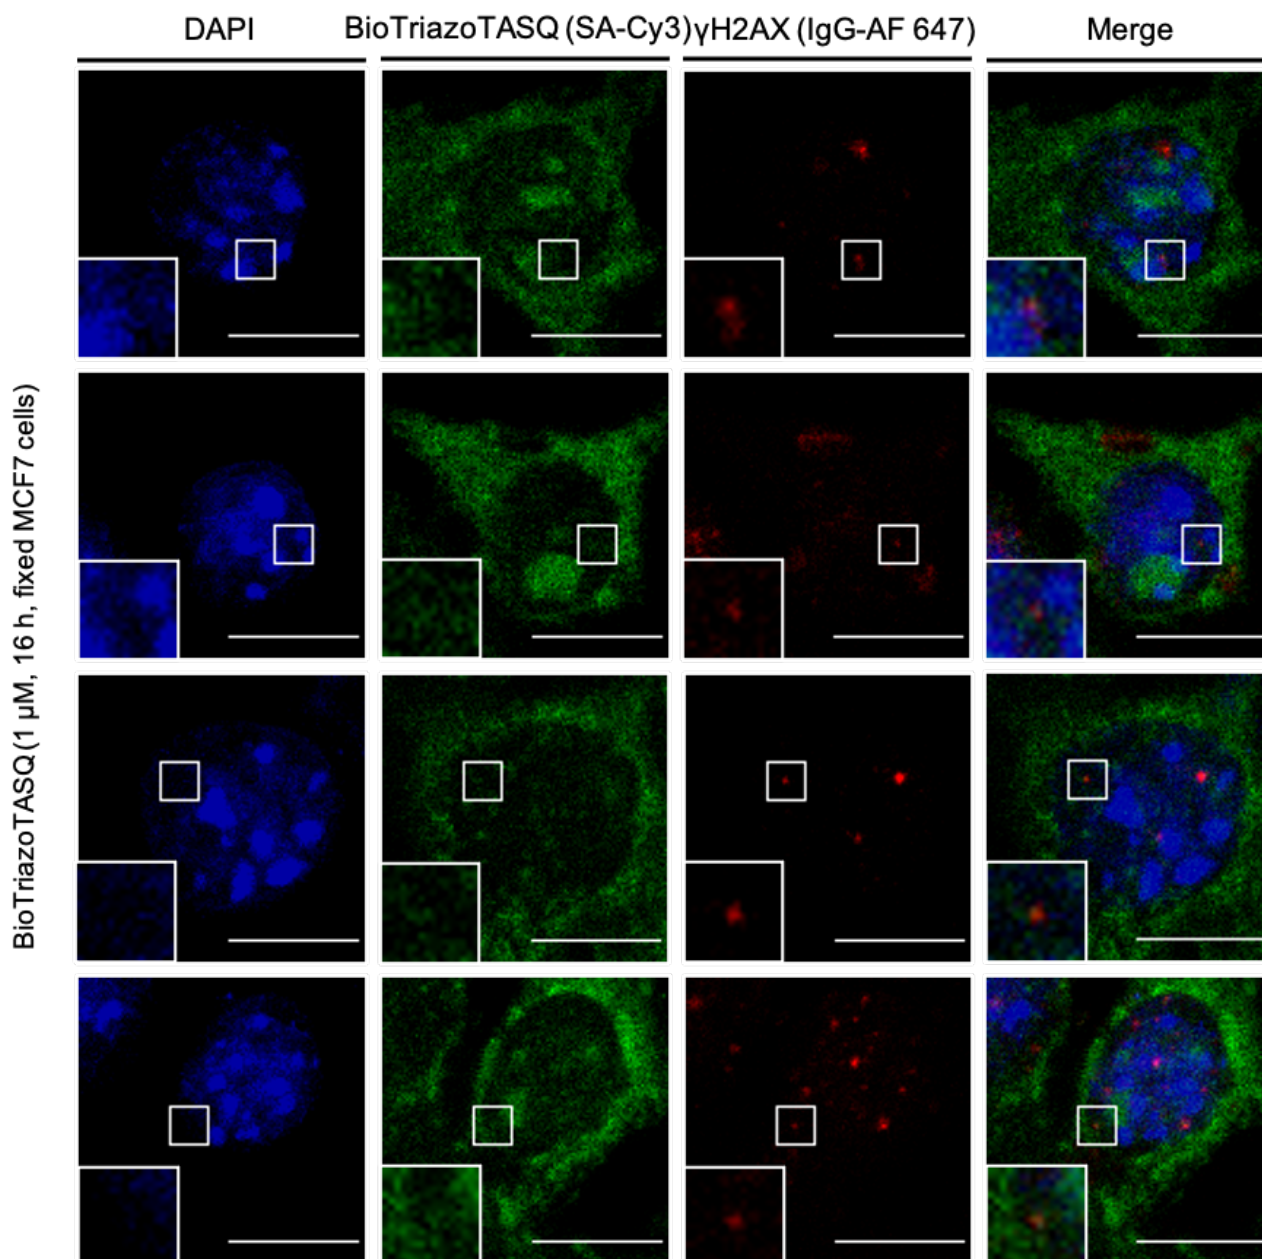 DAPI
BioTriazoTASQ (SA-Cy3)
γH2AX (IgG-AF 647)
Merge
BioTriazoTASQ (1 μM, 16 h, fixed MCF7 cells)